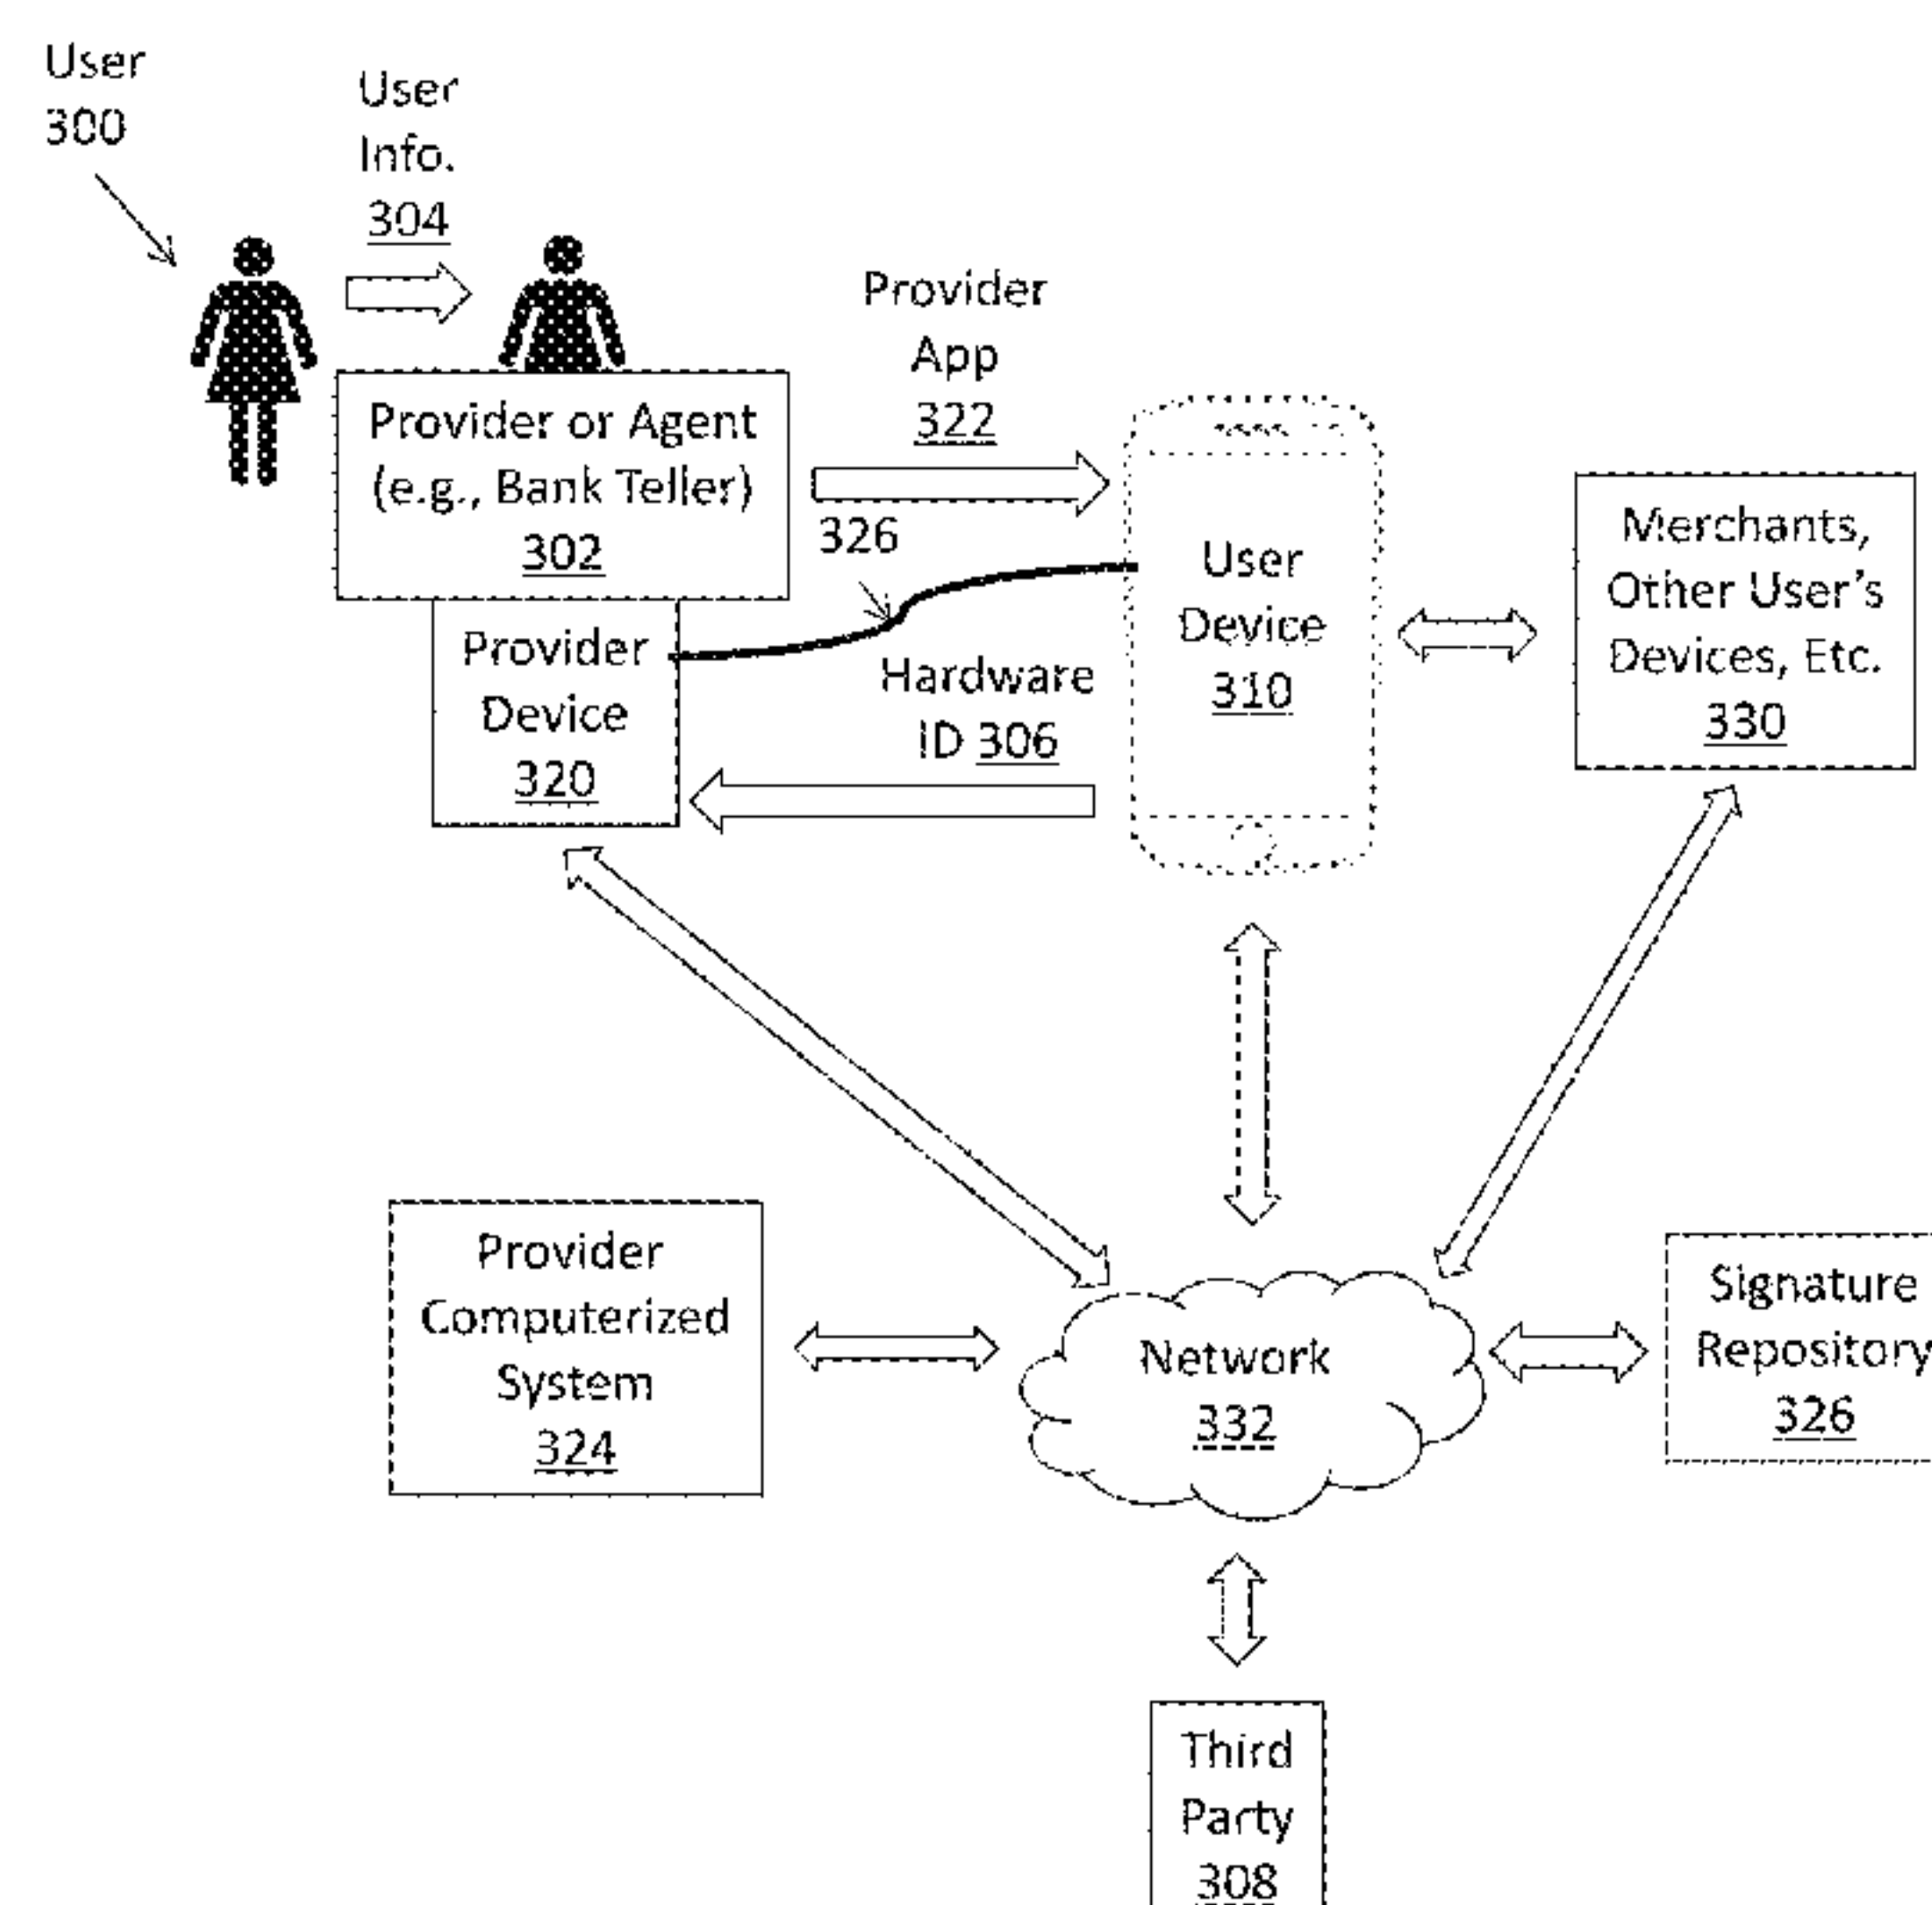 User
300
User
Info.
304
Provider or Agent
(e.g., Bank Teller)
302
Provider
App
322
326
Provider
Device
320
Hardware
ID 306
User
Device
310
Merchants,
Other User's
Devices, Etc.
330
Provider
Computerized
System
324
Network
332
Signature
Repository
326
Third
Party
308